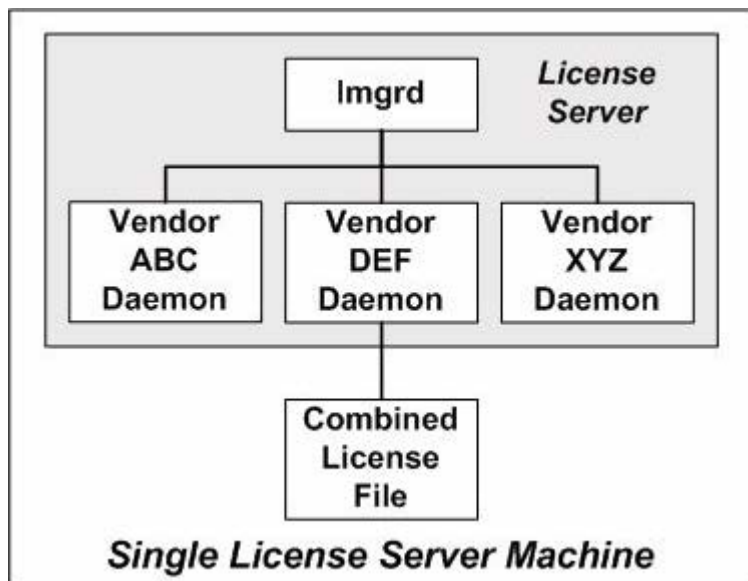 lmgrd
License
Server
Vendor
ABC
Daemon
Vendor
DEF
Daemon
Vendor
XYZ
Daemon
Combined
License
File
Single License Server Machine